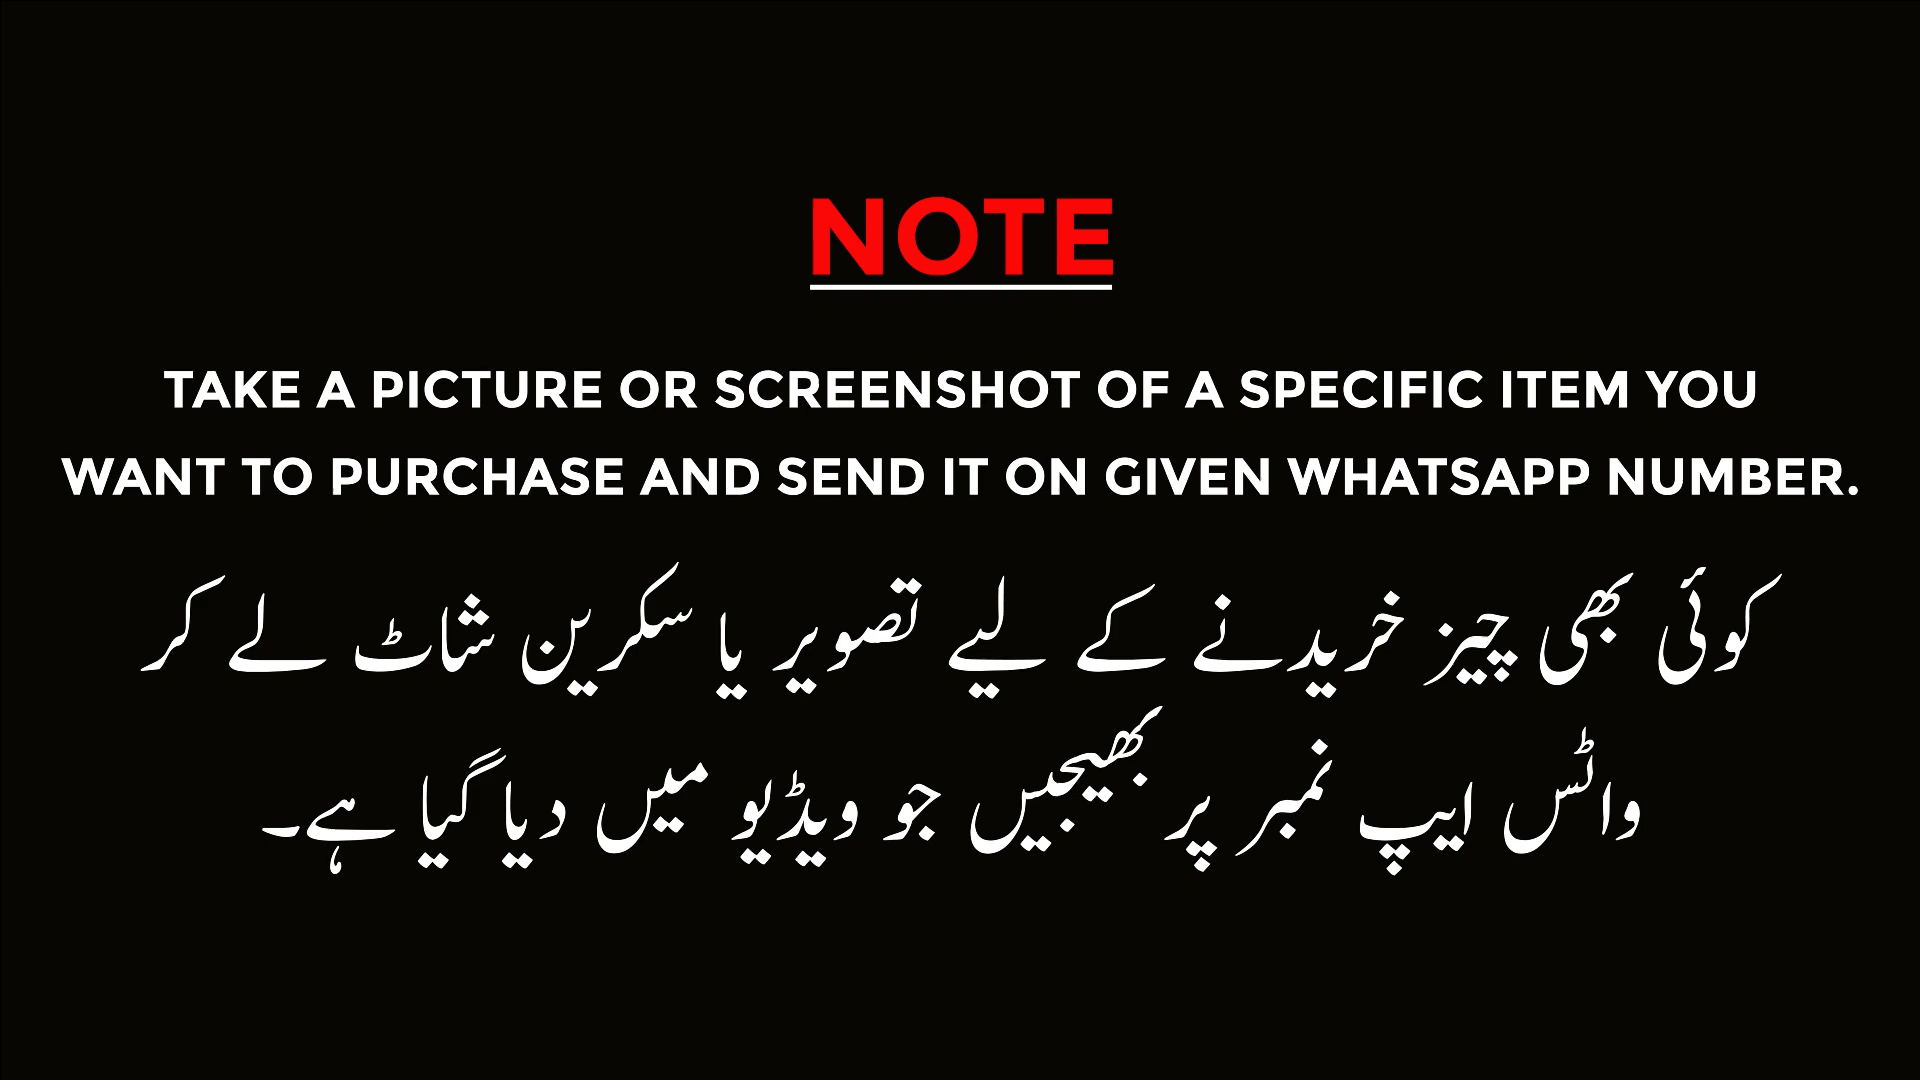 NOTE
TAKE A PICTURE OR SCREENSHOT OF A SPECIFIC ITEM YOU
WANT TO PURCHASE AND SEND IT ON GIVEN WHATSAPP NUMBER.
کوئی بھی چیز خریدنے کے لیے تصویر یا سکرین شاٹ لے کر
واٹس ایپ نمبر پر بھیجیں جو ویڈیو میں دیا گیا ہے۔